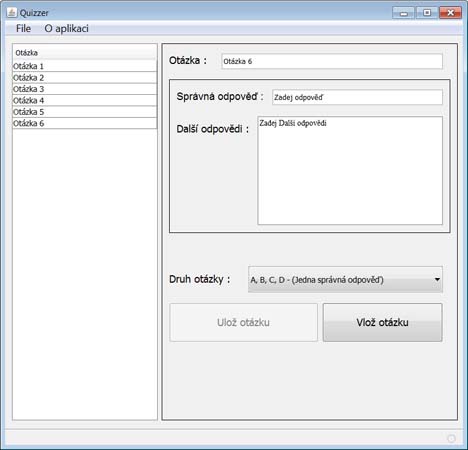 Quizzer
File O aplikaci
Otázka
Otázka 1
Otázka 2
Otázka 3
Otázka 4
Otázka 5
Otázka 6
Otázka : Otázka 6
Správná odpověď : Zadej odpověď
Další odpovědi : Zadej Další odpovědi
Druh otázky : A, B, C, D - (Jedna správná odpověď)
Ulož otázku Vlož otázku